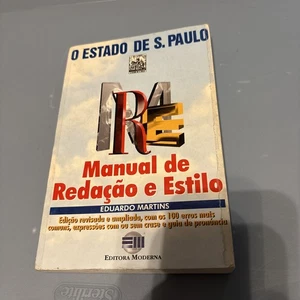 O ESTADO DE S. PAULO
Manual de
Redação e Estilo
EDUARDO MARTINS
Edição revisada e ampliada, com os 100 erros mais
comuns, expressões com ou sem crase e guia de pronúncia
EDITORA MODERNA
Sterilite